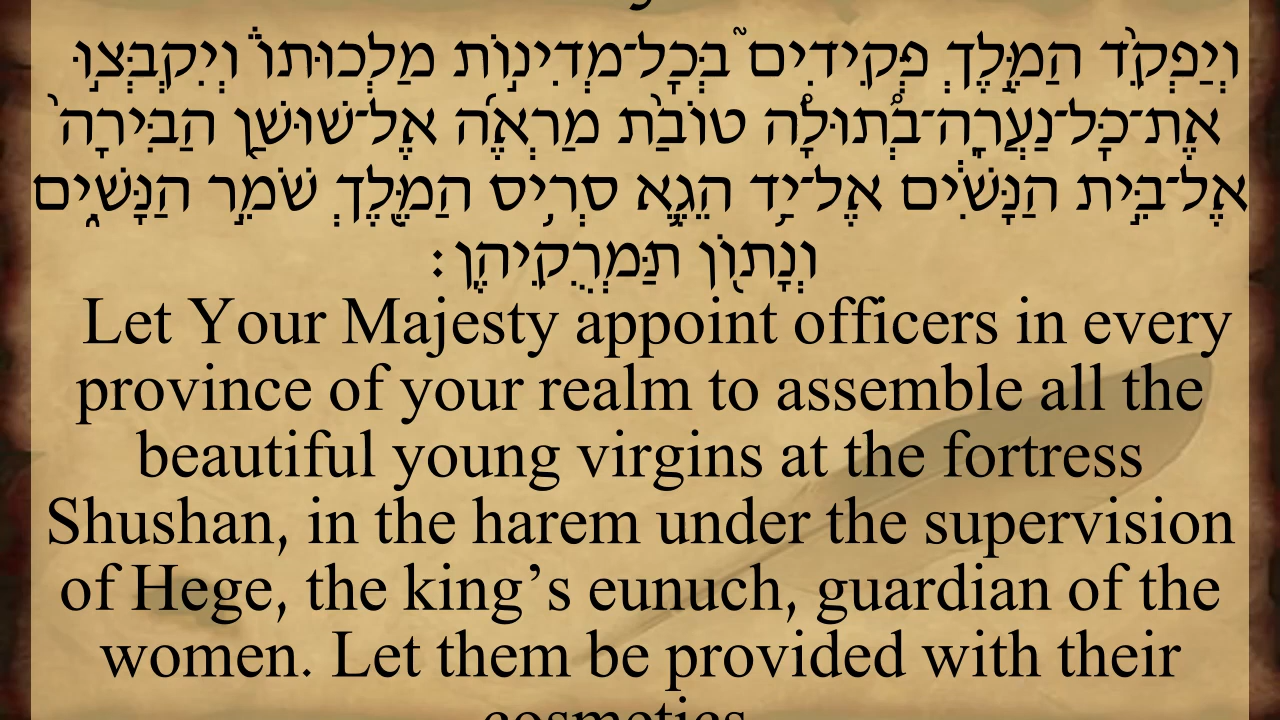 וְיַפְקֵ֨ד הַמֶּ֣לֶךְ פְּקִידִים֮ בְּכָל־מְדִינ֣וֹת מַלְכוּתוֹ֒ וְיִקְבְּצ֣וּ
אֶת־כָּל־נַעֲרָֽה־בְ֠תוּלָ֠ה טוֹבַ֨ת מַרְאֶ֜ה אֶל־שׁוּשַׁ֤ן הַבִּירָה֙
אֶל־בֵּ֣ית הַנָּשִׁ֔ים אֶל־יַ֥ד הֵגֶ֛א סְרִ֥יס הַמֶּ֖לֶךְ שֹׁמֵ֣ר הַנָּשִׁ֑ים
וְנָת֖וֹן תַּמְרֻקֵיהֶֽן׃
Let Your Majesty appoint officers in every
province of your realm to assemble all the
beautiful young virgins at the fortress
Shushan, in the harem under the supervision
of Hege, the king’s eunuch, guardian of the
women. Let them be provided with their
cosmetics.